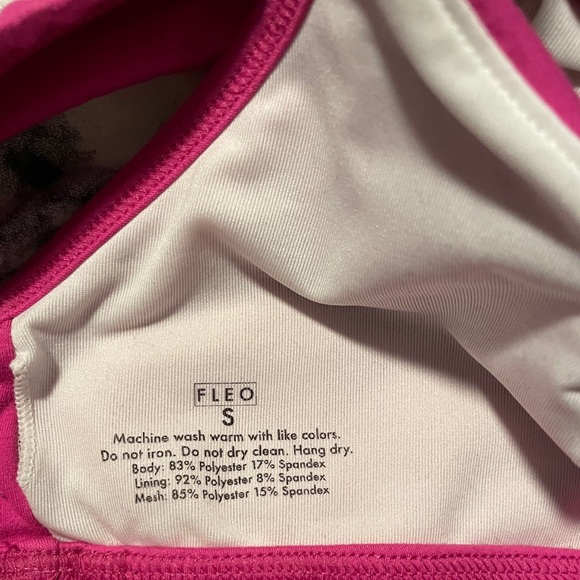 FLEO
S
Machine wash warm with like colors.
Do not iron. Do not dry clean. Hang dry.
Body: 83% Polyester 17% Spandex
Lining: 92% Polyester 8% Spandex
Mesh: 85% Polyester 15% Spandex